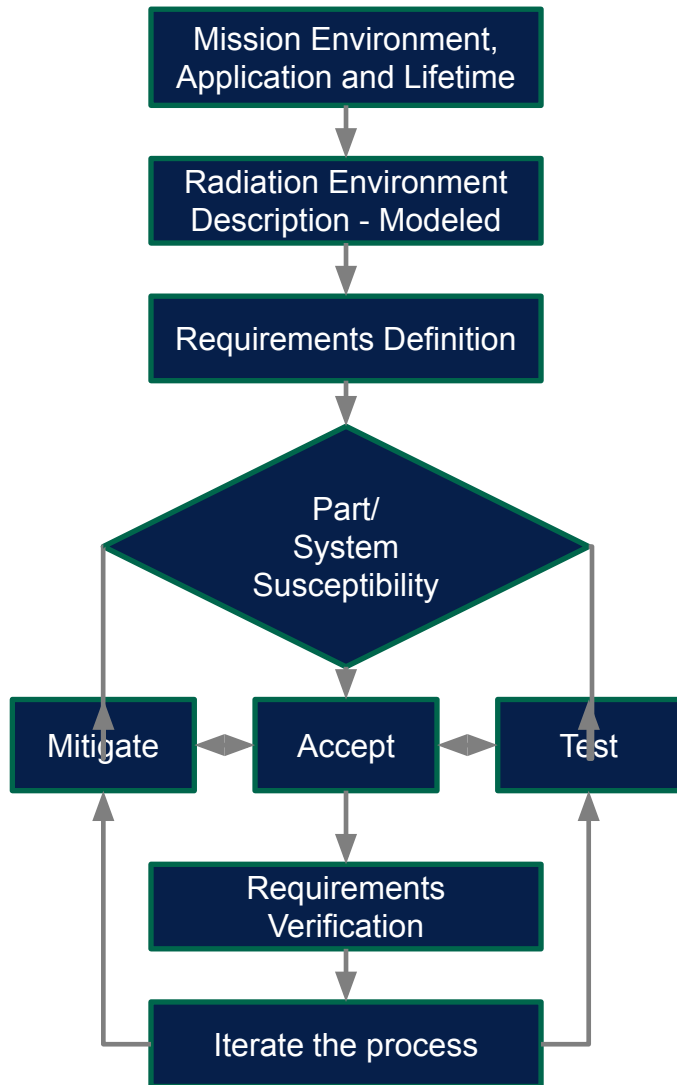 Mission Environment,
Application and Lifetime
Radiation Environment
Description - Modeled
Requirements Definition
Part/
System
Susceptibility
Mitigate
Accept
Test
Requirements
Verification
Iterate the process